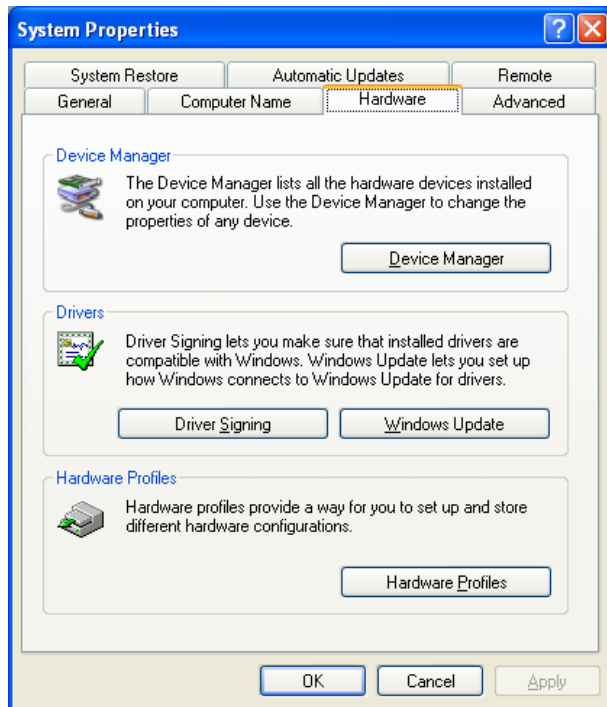 System Properties
System Restore
Automatic Updates
Remote
General
Computer Name
Hardware
Advanced
Device Manager
The Device Manager lists all the hardware devices installed
on your computer. Use the Device Manager to change the
properties of any device.
Device Manager
Drivers
Driver Signing lets you make sure that installed drivers are
compatible with Windows. Windows Update lets you set up
how Windows connects to Windows Update for drivers.
Driver Signing
Windows Update
Hardware Profiles
Hardware profiles provide a way for you to set up and store
different hardware configurations.
Hardware Profiles
OK
Cancel
Apply